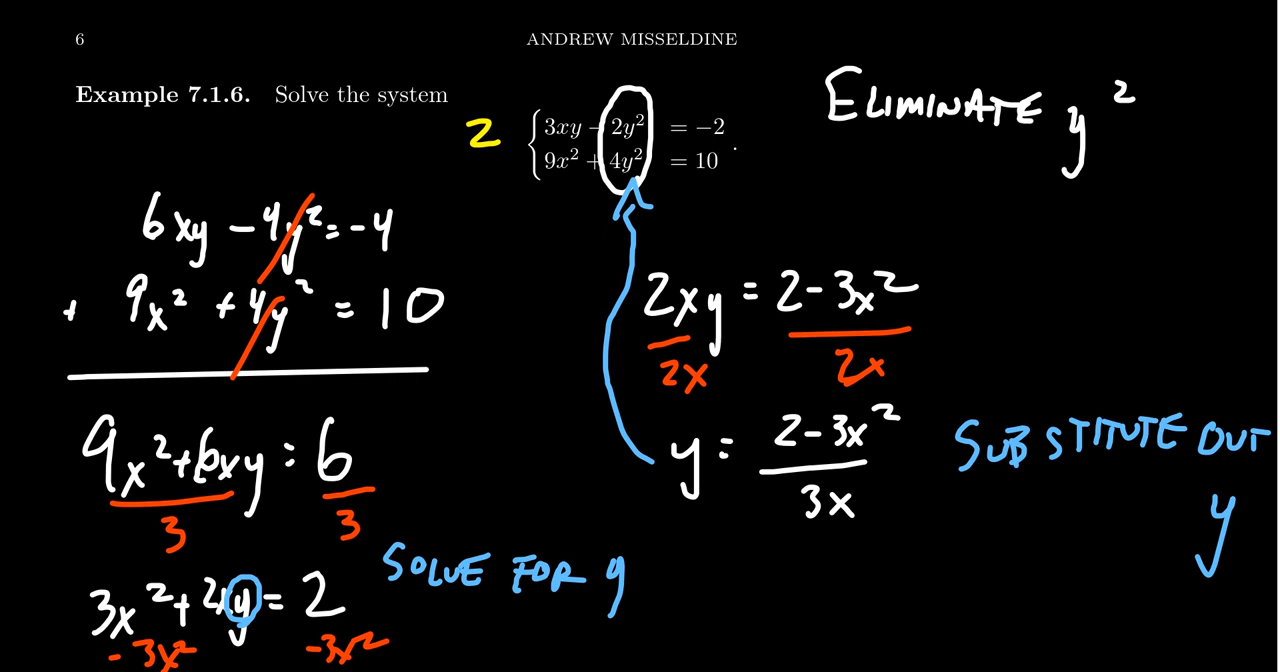 6 ANDREW MISSELDINE
Example 7.1.6. Solve the system
2 { 3xy − 2y² = −2
9x² + 4y² = 10 .
ELIMINATE y²
6xy − 4y² = −4
+ 9x² + 4y² = 10
9x² + 6xy = 6
3 3
3x² + 2xy = 2
-3x² -3x²
SOLVE FOR y
2xy = 2 - 3x²
2x 2x
y = 2 - 3x²
3x
SUBSTITUTE OUT
y